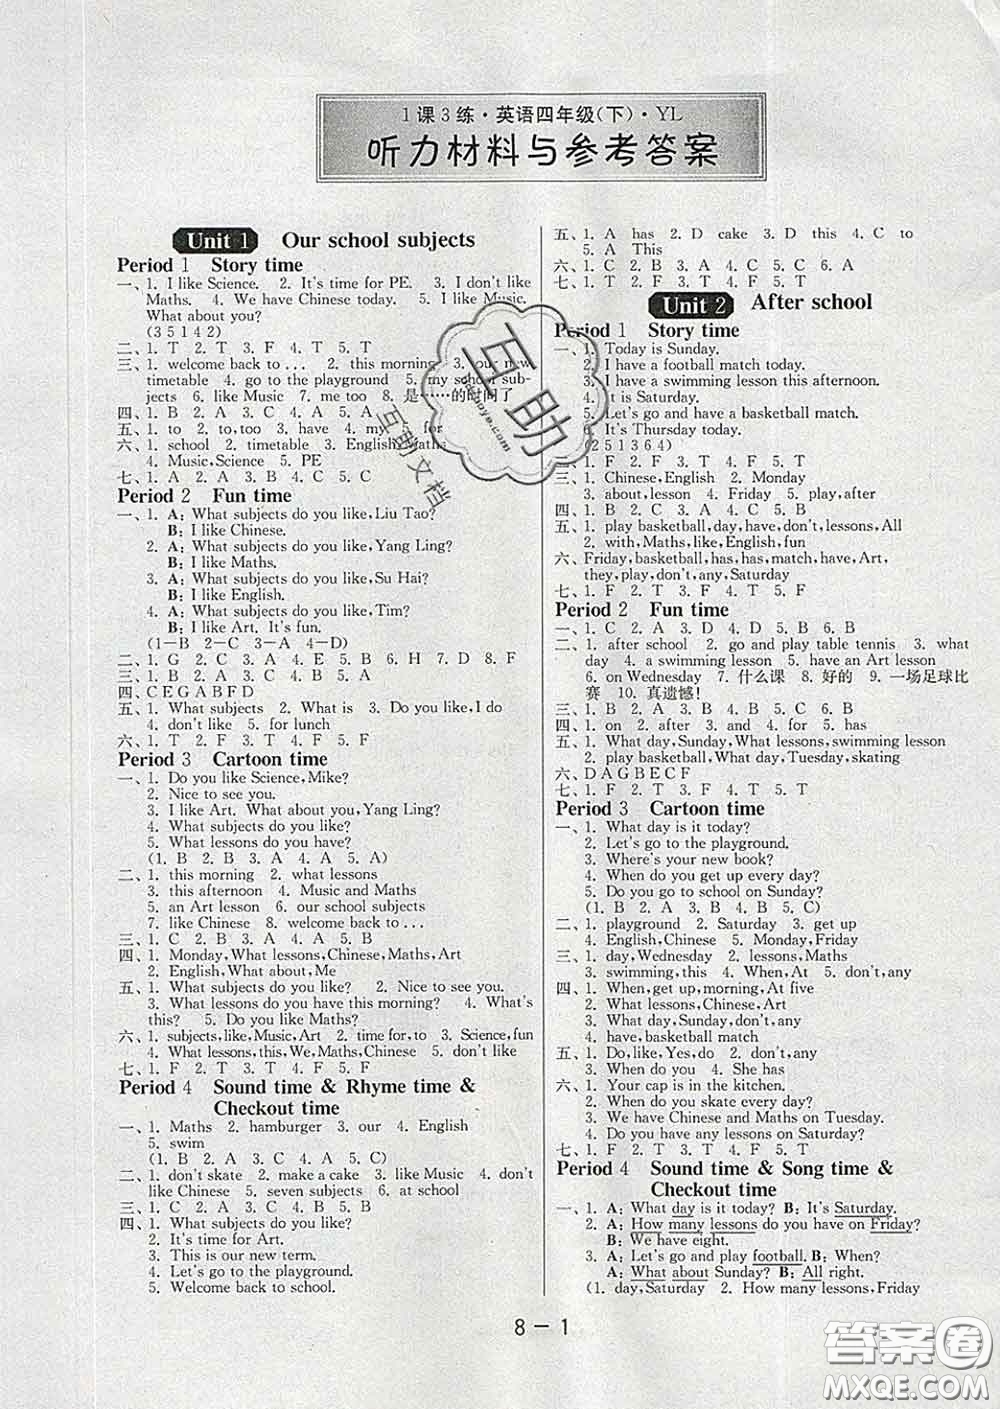 1课3练·英语四年级(下)·YL
听力材料与参考答案
Unit 1 Our school subjects
Period 1 Story time
一、1. I like Science. 2. It's time for PE. 3. I don't like
Maths. 4. We have Chinese today. 5. I like Music.
What about you?
(3 5 1 4 2)
二、1. T 2. T 3. F 4. T 5. T
三、1. welcome back to ... 2. this morning 3. our new
timetable 4. go to the playground 5. my school sub-
jects 6. like Music 7. me too 8. 是……的时间了
四、1. B 2. A 3. C 4. A 5. A
五、1. to 2. to,too 3. have 4. my for
六、1. school 2. timetable 3. English,Maths
4. Music,Science 5. PE
七、1. A 2. A 3. B 4. C 5. C
Period 2 Fun time
一、1. A: What subjects do you like,Liu Tao?
B: I like Chinese.
2. A: What subjects do you like,Yang Ling?
B: I like Maths.
3. A: What subjects do you like,Su Hai?
B: I like English.
4. A: What subjects do you like,Tim?
B: I like Art. It's fun.
(1-B 2-C 3-A 4-D)
二、1. G 2. C 3. A 4. E 5. B 6. H 7. D 8. F
三、1. B 2. C 3. A 4. B 5. A
四、C E G A B F D
五、1. What subjects 2. What is 3. Do you like,I do
4. don't like 5. for lunch
六、1. T 2. F 3. T 4. F 5. F
Period 3 Cartoon time
一、1. Do you like Science,Mike?
2. Nice to see you.
3. I like Art. What about you,Yang Ling?
4. What subjects do you like?
5. What lessons do you have?
(1. B 2. B 3. A 4. A 5. A)
二、1. this morning 2. what lessons
3. this afternoon 4. Music and Maths
5. an Art lesson 6. our school subjects
7. like Chinese 8. welcome back to ...
三、1. C 2. B 3. A 4. A 5. B
四、1. Monday,What lessons,Chinese,Maths,Art
2. English,What about,Me
五、1. What subjects do you like? 2. Nice to see you.
3. What lessons do you have this morning? 4. What's
this? 5. Do you like Maths?
六、1. subjects,like,Music,Art 2. time for,to 3. Science,fun
4. What lessons,this,We,Maths,Chinese 5. don't like
七、1. F 2. T 3. T 4. F 5. F
Period 4 Sound time & Rhyme time &
Checkout time
一、1. Maths 2. hamburger 3. our 4. English
5. swim
(1. B 2. A 3. C 4. A 5. C)
二、1. don't skate 2. make a cake 3. like Music 4. don't
like Chinese 5. seven subjects 6. at school
三、1. C 2. A 3. C 4. B 5. A
四、1. What subjects do you like?
2. It's time for Art.
3. This is our new term.
4. Let's go to the playground.
5. Welcome back to school.
五、1. A has 2. D cake 3. D this 4. C to
5. A This
六、1. C 2. B 3. A 4. C 5. C 6. A
七、1. T 2. F 3. F 4. T 5. T
Unit 2 After school
Period 1 Story time
一、1. Today is Sunday.
2. I have a football match today.
3. I have a swimming lesson this afternoon.
4. It is Saturday.
5. Let's go and have a basketball match.
6. It's Thursday today.
(2 5 1 3 6 4)
二、1. F 2. F 3. T 4. F 5. T
三、1. Chinese,English 2. Monday
3. about,lesson 4. Friday 5. play,after
四、1. B 2. C 3. A 4. C 5. B
五、1. play basketball,day,have,don't,lessons,All
2. with,Maths,like,English,fun
六、Friday,basketball,has,has,match,have,Art,
they,play,don't,any,Saturday
七、1. F 2. F 3. T 4. T 5. F
Period 2 Fun time
一、1. C 2. A 3. D 4. D 5. B 6. B
二、1. after school 2. go and play table tennis 3. what
day 4. a swimming lesson 5. have an Art lesson
6. on Wednesday 7. 什么课 8. 好的 9. 一场足球比
赛 10. 真遗憾!
三、1. B 2. A 3. A 4. B 5. C 6. B
四、1. on 2. after 3. and 4. for 5. has
五、1. What day,Sunday,What lessons,swimming lesson
2. play basketball,What day,Tuesday,skating
六、D A G B E C F
七、1. F 2. T 3. F 4. F 5. T
Period 3 Cartoon time
一、1. What day is it today?
2. Let's go to the playground.
3. Where's your new book?
4. When do you get up every day?
5. Do you go to school on Sunday?
(1. B 2. A 3. B 4. B 5. C)
二、1. playground 2. Saturday 3. get up
4. English,Chinese 5. Monday,Friday
三、1. day,Wednesday 2. lessons,Maths
3. swimming,this 4. When,At 5. don't,any
四、1. When,get up,morning,At five
2. What lessons,Chinese,Art
3. What day,Sunday,don't,any
4. have,basketball match
五、1. Do,like,Yes,do 2. don't,any
3. When do you 4. She has
六、1. Your cap is in the kitchen.
2. When do you skate every day?
3. We have Chinese and Maths on Tuesday.
4. Do you have any lessons on Saturday?
七、1. F 2. T 3. T 4. F 5. T
Period 4 Sound time & Song time &
Checkout time
一、1. A: What day is it today? B: It's Saturday.
2. A: How many lessons do you have on Friday?
B: We have eight.
3. A: Let's go and play football. B: When?
A: What about Sunday? B: All right.
(1. day,Saturday 2. How many lessons,Friday
8 - 1
互助
互助文档
答案圈
MXQE.COM